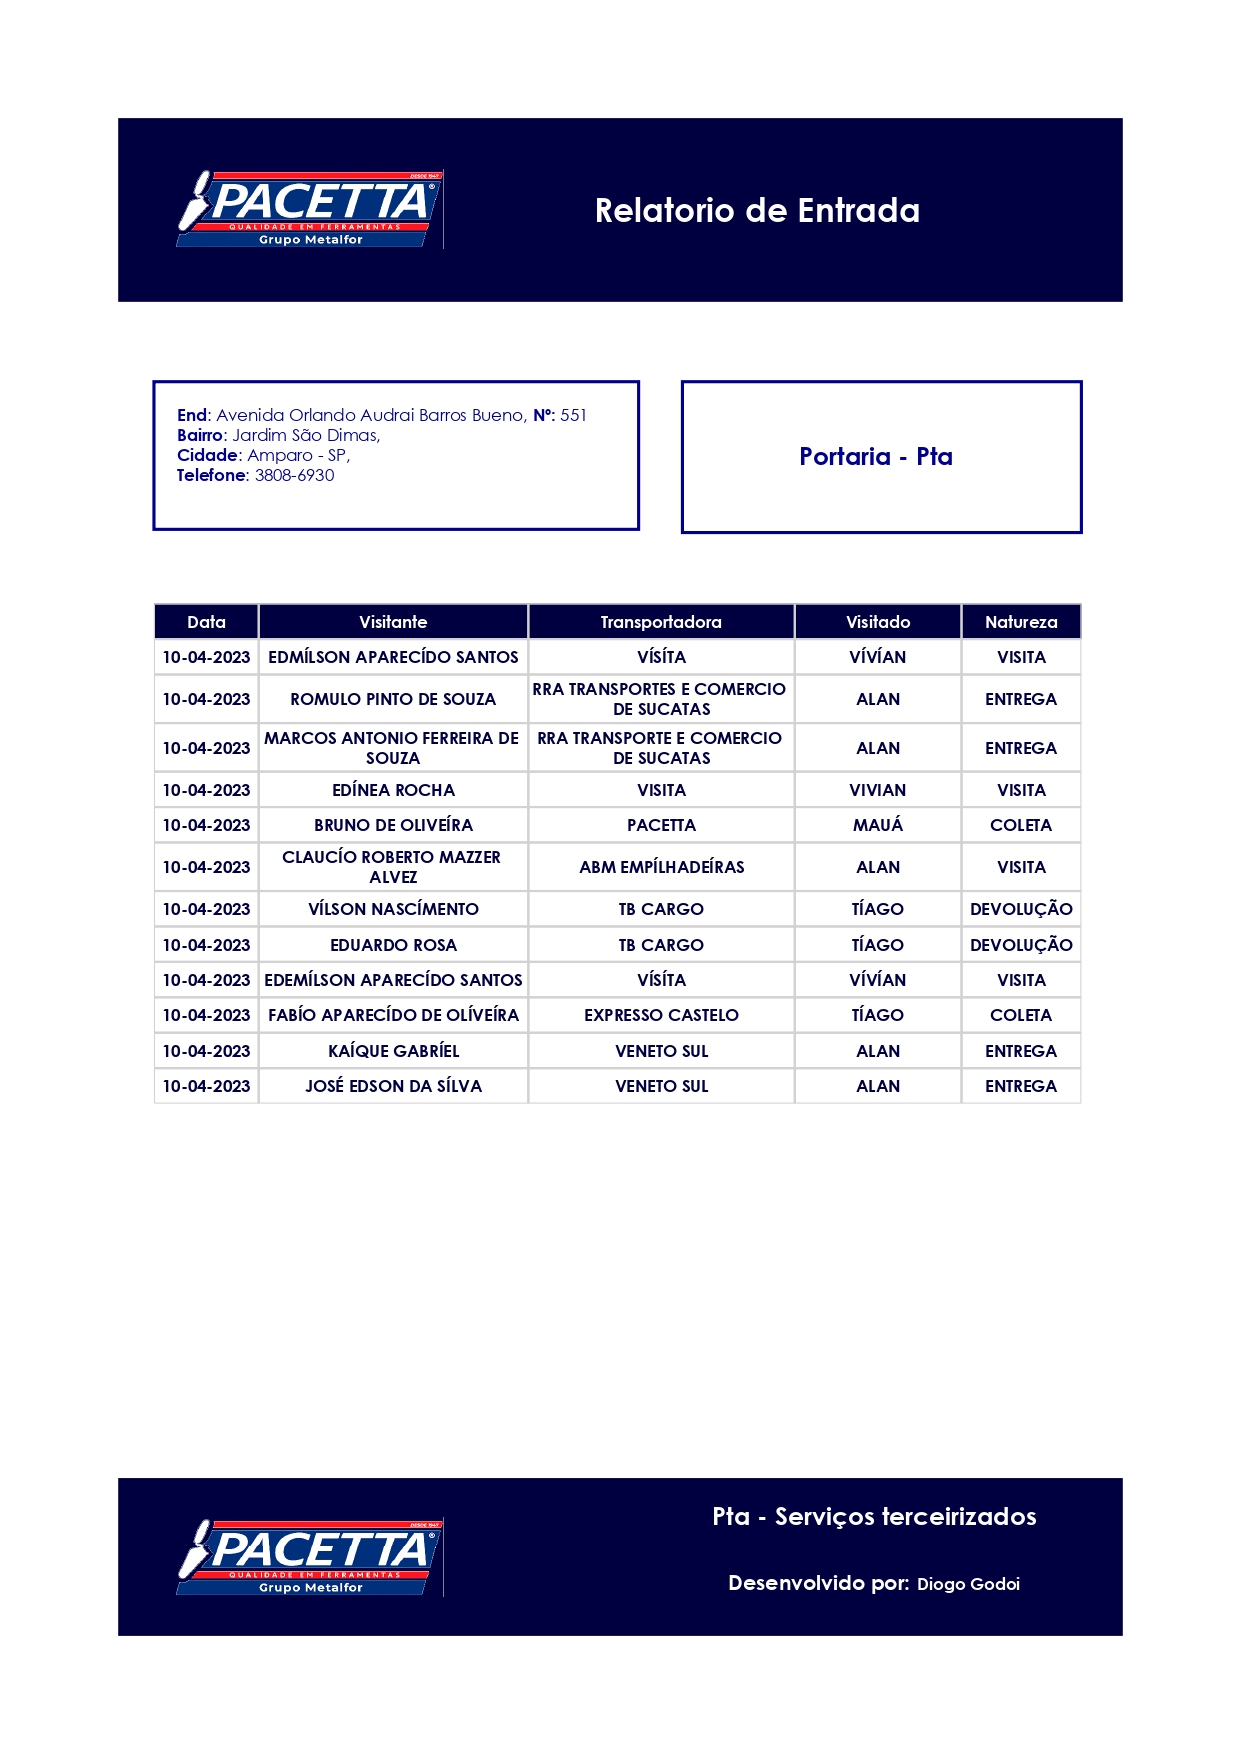 DESDE 1947
PACETTA®
QUALIDADE EM FERRAMENTAS
Grupo Metalfor
Relatorio de Entrada
End: Avenida Orlando Audrai Barros Bueno, Nº: 551
Bairro: Jardim São Dimas,
Cidade: Amparo - SP,
Telefone: 3808-6930
Portaria - Pta
Data Visitante Transportadora Visitado Natureza
10-04-2023 EDMÍLSON APARECÍDO SANTOS VÍSÍTA VÍVÍAN VISITA
10-04-2023 ROMULO PINTO DE SOUZA RRA TRANSPORTES E COMERCIO
DE SUCATAS ALAN ENTREGA
10-04-2023 MARCOS ANTONIO FERREIRA DE
SOUZA RRA TRANSPORTE E COMERCIO
DE SUCATAS ALAN ENTREGA
10-04-2023 EDÍNEA ROCHA VISITA VIVIAN VISITA
10-04-2023 BRUNO DE OLIVEÍRA PACETTA MAUÁ COLETA
10-04-2023 CLAUCÍO ROBERTO MAZZER
ALVEZ ABM EMPÍLHADEÍRAS ALAN VISITA
10-04-2023 VÍLSON NASCÍMENTO TB CARGO TÍAGO DEVOLUÇÃO
10-04-2023 EDUARDO ROSA TB CARGO TÍAGO DEVOLUÇÃO
10-04-2023 EDEMÍLSON APARECÍDO SANTOS VÍSÍTA VÍVÍAN VISITA
10-04-2023 FABÍO APARECÍDO DE OLÍVEÍRA EXPRESSO CASTELO TÍAGO COLETA
10-04-2023 KAÍQUE GABRÍEL VENETO SUL ALAN ENTREGA
10-04-2023 JOSÉ EDSON DA SÍLVA VENETO SUL ALAN ENTREGA
DESDE 1947
PACETTA®
QUALIDADE EM FERRAMENTAS
Grupo Metalfor
Pta - Serviços terceirizados
Desenvolvido por: Diogo Godoi